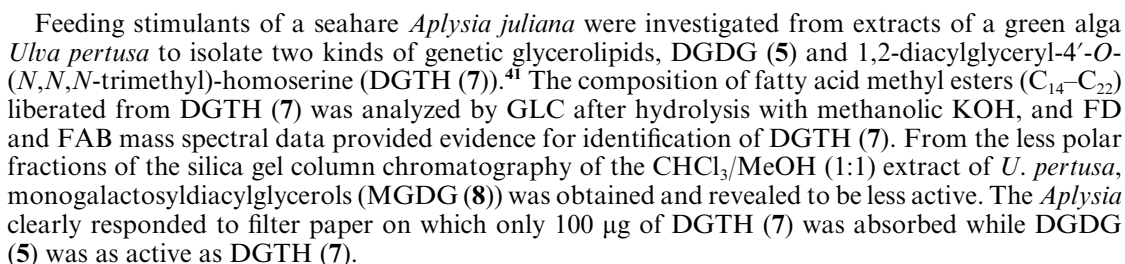 Feeding stimulants of a seahare Aplysia juliana were investigated from extracts of a green alga
Ulva pertusa to isolate two kinds of genetic glycerolipids, DGDG (5) and 1,2-diacylglyceryl-4′-O-
(N,N,N-trimethyl)-homoserine (DGTH (7)).41 The composition of fatty acid methyl esters (C14–C22)
liberated from DGTH (7) was analyzed by GLC after hydrolysis with methanolic KOH, and FD
and FAB mass spectral data provided evidence for identification of DGTH (7). From the less polar
fractions of the silica gel column chromatography of the CHCl3/MeOH (1:1) extract of U. pertusa,
monogalactosyldiacylglycerols (MGDG (8)) was obtained and revealed to be less active. The Aplysia
clearly responded to filter paper on which only 100 μg of DGTH (7) was absorbed while DGDG
(5) was as active as DGTH (7).